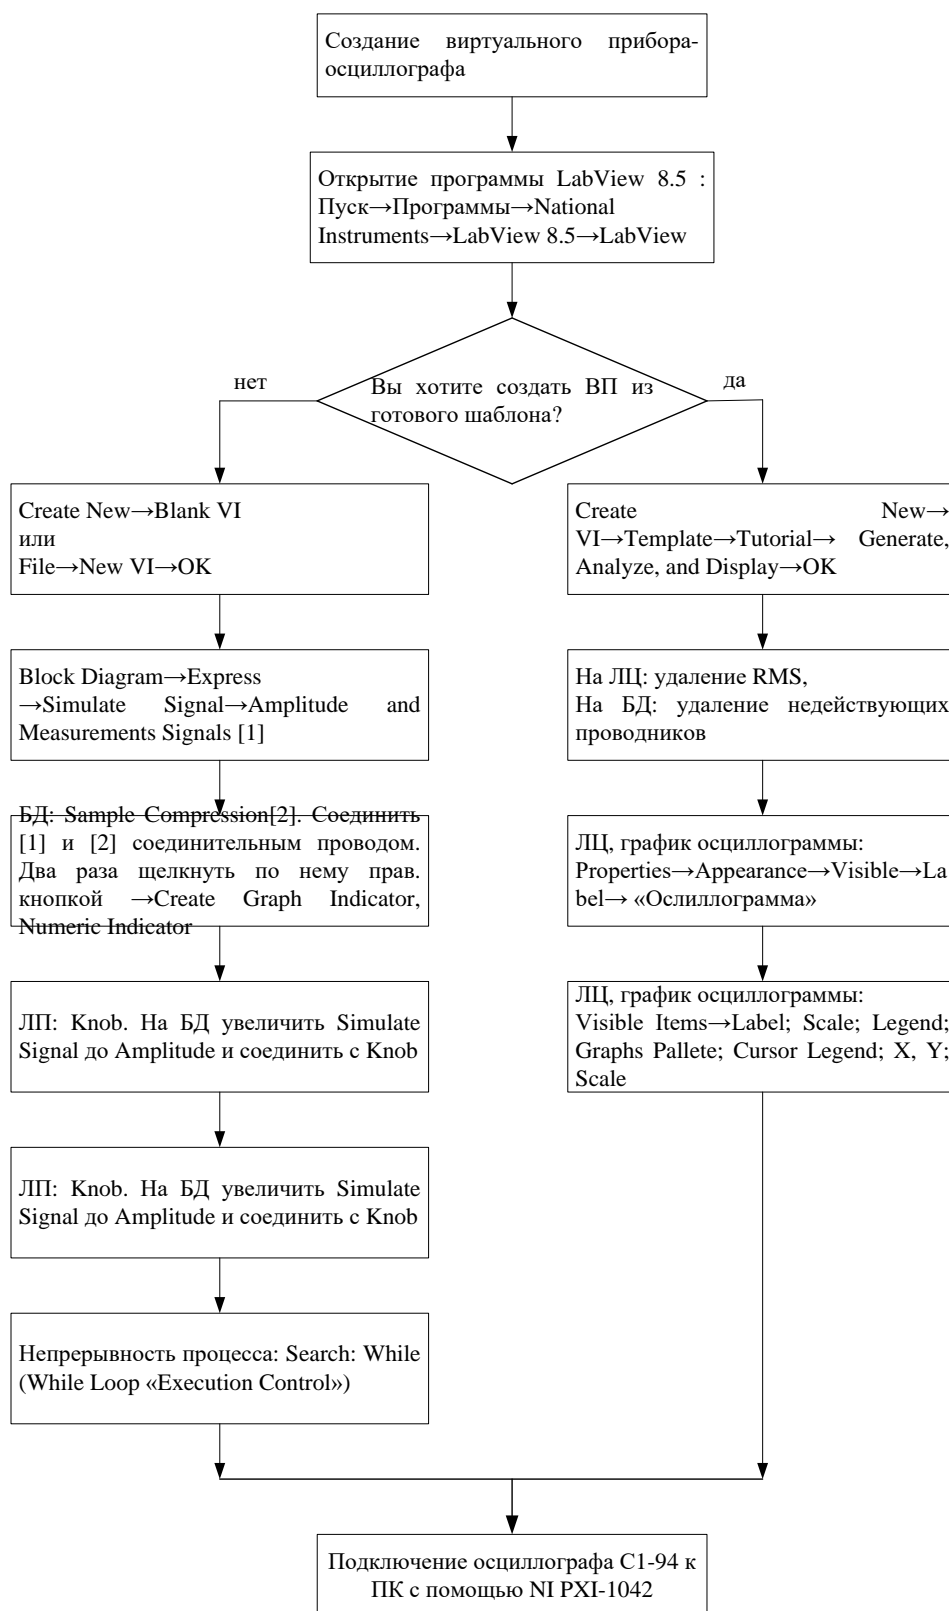 Создание виртуального прибора-
осциллографа
Открытие программы LabView 8.5 :
Пуск→Программы→National
Instruments→LabView 8.5→LabView
Вы хотите создать ВП из
готового шаблона?
нет
да
Create New→Blank VI
или
File→New VI→OK
Block Diagram→Express
→Simulate Signal→Amplitude and
Measurements Signals [1]
БД: Sample Compression[2]. Соединить
[1] и [2] соединительным проводом.
Два раза щелкнуть по нему прав.
кнопкой →Create Graph Indicator,
Numeric Indicator
ЛП: Knob. На БД увеличить Simulate
Signal до Amplitude и соединить с Knob
ЛП: Knob. На БД увеличить Simulate
Signal до Amplitude и соединить с Knob
Непрерывность процесса: Search: While
(While Loop «Execution Control»)
Create New→
VI→Template→Tutorial→ Generate,
Analyze, and Display→OK
На ЛЦ: удаление RMS,
На БД: удаление недействующих
проводников
ЛЦ, график осциллограммы:
Properties→Appearance→Visible→La
bel→ «Ослиллограмма»
ЛЦ, график осциллограммы:
Visible Items→Label; Scale; Legend;
Graphs Pallete; Cursor Legend; X, Y;
Scale
Подключение осциллографа С1-94 к
ПК с помощью NI PXI-1042